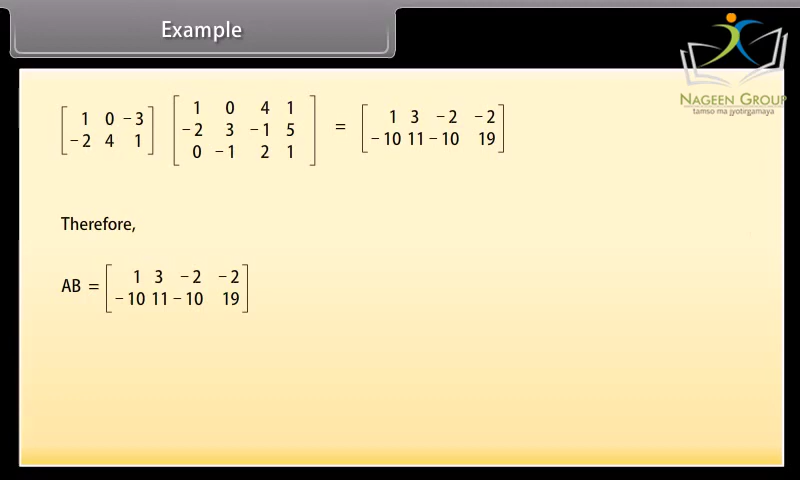 Example
NAGEEN GROUP
tamso ma jyotirgamaya
[ 1 0 −3 ] [ 1 0 4 1 ] = [ 1 3 −2 −2 ]
[ −2 4 1 ] [ −2 3 −1 5 ] [ −10 11 −10 19 ]
[ 0 −1 2 1 ]
Therefore,
AB = [ 1 3 −2 −2 ]
[ −10 11 −10 19 ]